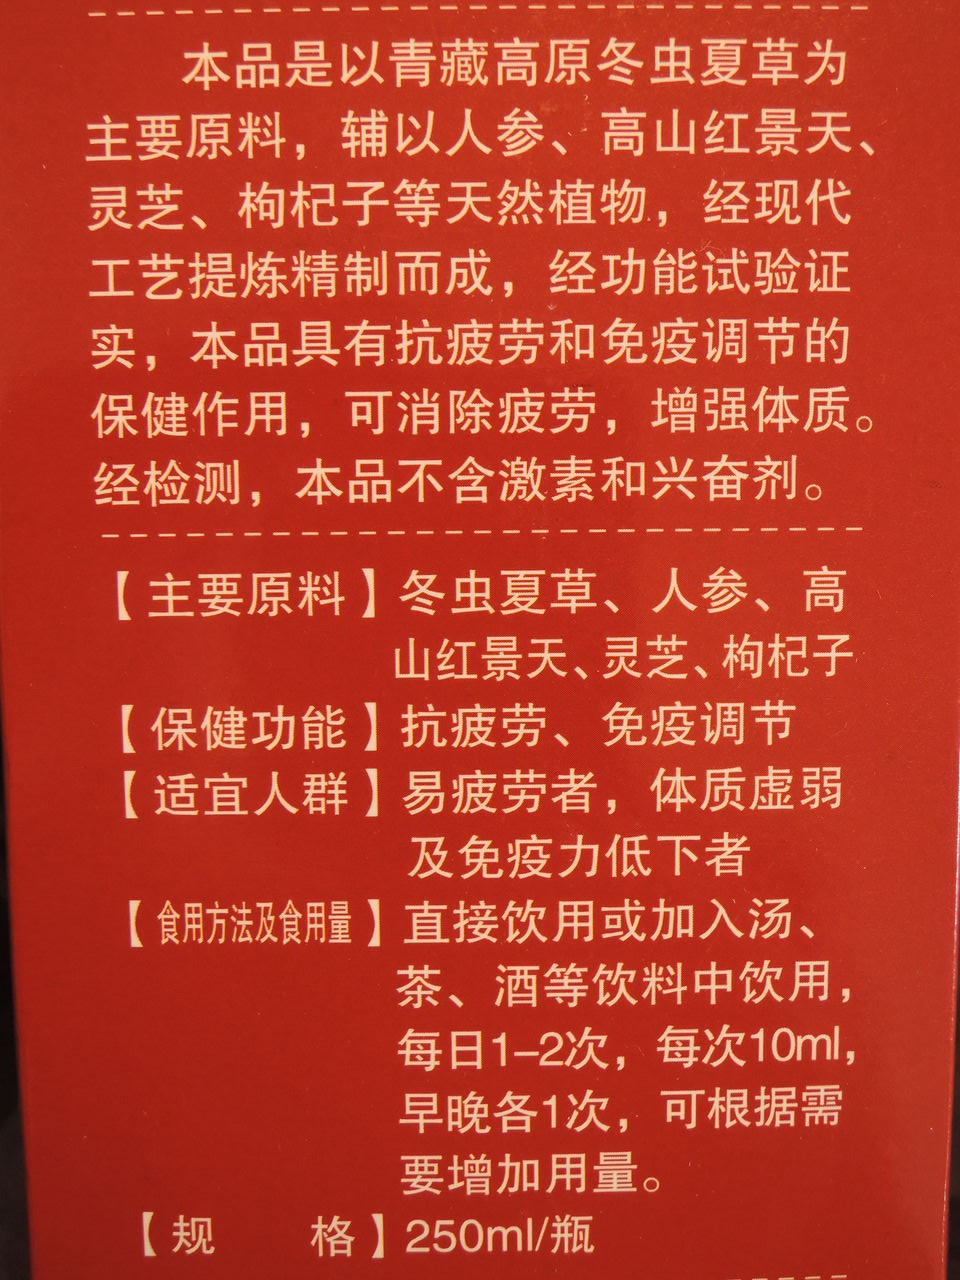 本品是以青藏高原冬虫夏草为
主要原料，辅以人参、高山红景天、
灵芝、枸杞子等天然植物，经现代
工艺提炼精制而成，经功能试验证
实，本品具有抗疲劳和免疫调节的
保健作用，可消除疲劳，增强体质。
经检测，本品不含激素和兴奋剂。
【主要原料】冬虫夏草、人参、高
山红景天、灵芝、枸杞子
【保健功能】抗疲劳、免疫调节
【适宜人群】易疲劳者，体质虚弱
及免疫力低下者
【食用方法及食用量】直接饮用或加入汤、
茶、酒等饮料中饮用，
每日1-2次，每次10ml，
早晚各1次，可根据需
要增加用量。
【规 格】250ml/瓶